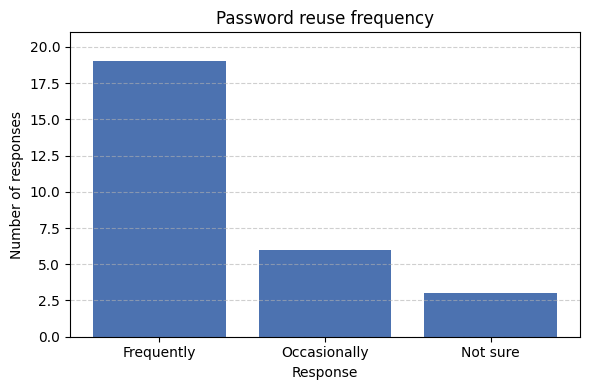 Password reuse frequency
20.0
17.5
15.0
12.5
10.0
7.5
5.0
2.5
0.0
Number of responses
Frequently
Occasionally
Not sure
Response